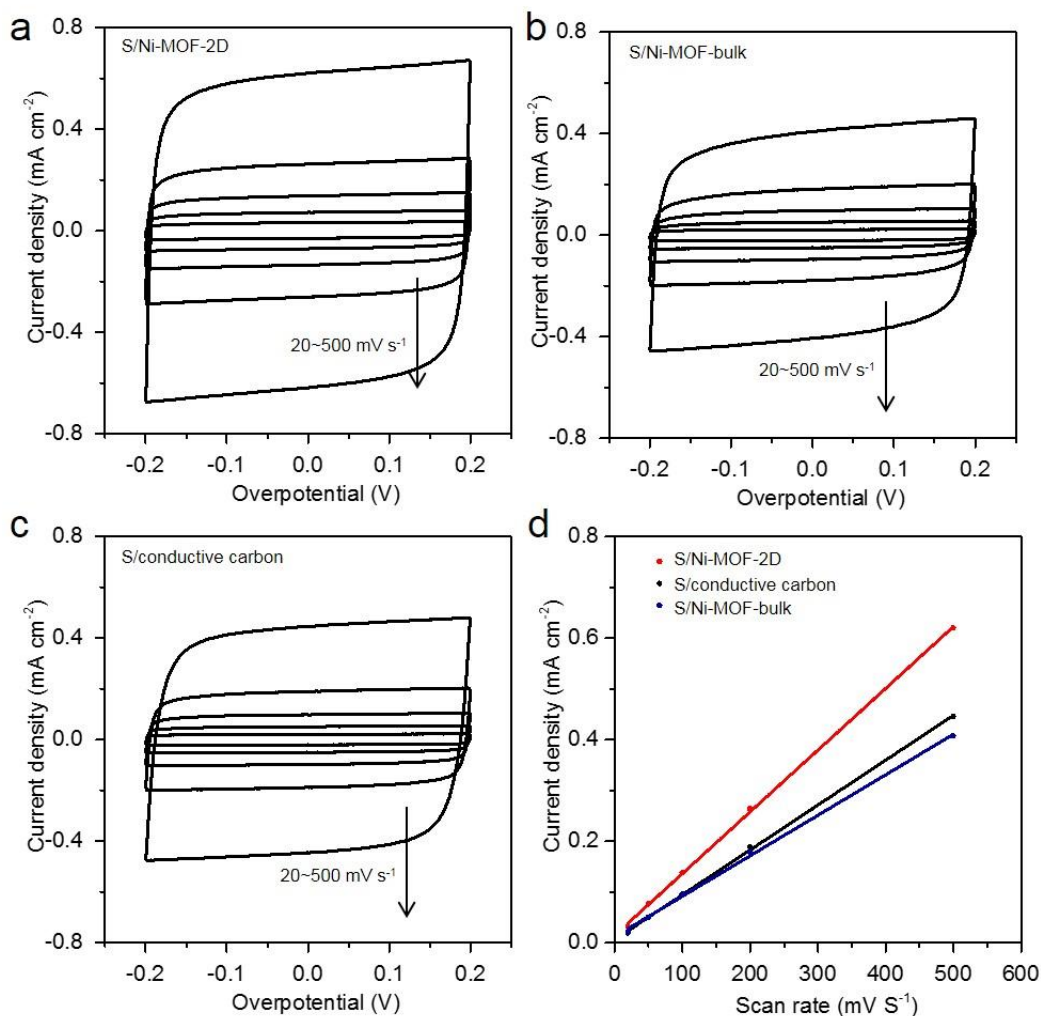 a
S/Ni-MOF-2D
0.8
0.4
0.0
-0.4
-0.8
Current density (mA cm⁻²)
20~500 mV s⁻¹
-0.2 -0.1 0.0 0.1 0.2
Overpotential (V)
b
S/Ni-MOF-bulk
0.8
0.4
0.0
-0.4
-0.8
Current density (mA cm⁻²)
20~500 mV s⁻¹
-0.2 -0.1 0.0 0.1 0.2
Overpotential (V)
c
S/conductive carbon
0.8
0.4
0.0
-0.4
-0.8
Current density (mA cm⁻²)
20~500 mV s⁻¹
-0.2 -0.1 0.0 0.1 0.2
Overpotential (V)
d
S/Ni-MOF-2D
S/conductive carbon
S/Ni-MOF-bulk
0.8
0.6
0.4
0.2
0.0
Current density (mA cm⁻²)
0 100 200 300 400 500 600
Scan rate (mV S⁻¹)